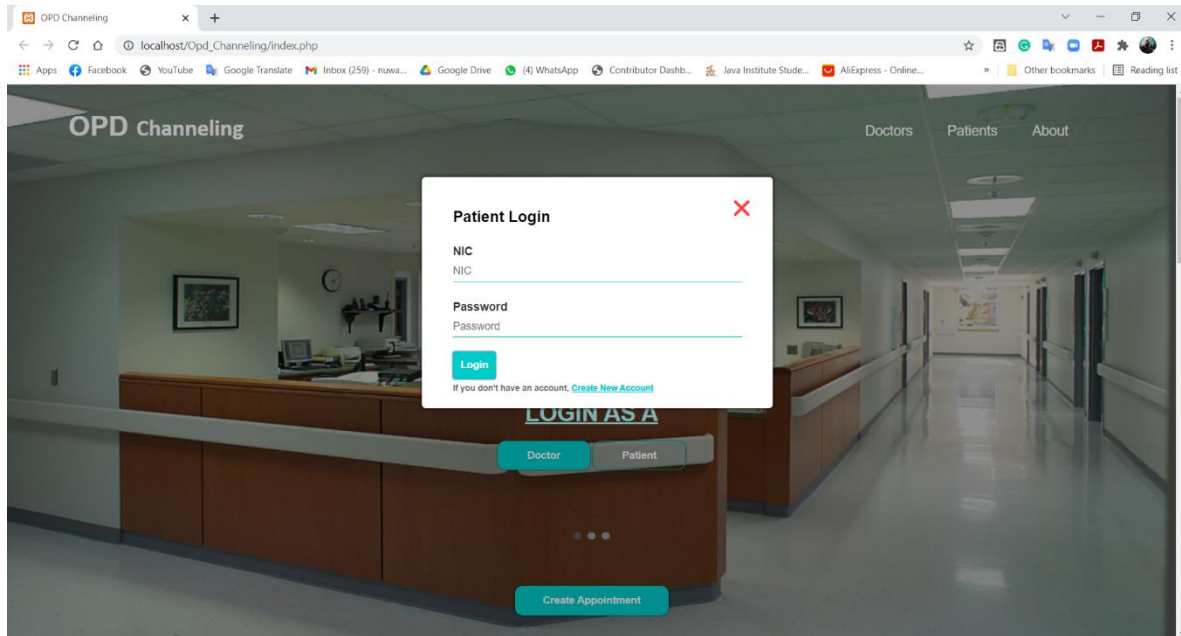 OPD Channeling
localhost/Opd_Channeling/index.php
Apps Facebook YouTube Google Translate Inbox (259) - nuwa... Google Drive (4) WhatsApp Contributor Dashb... Java Institute Stude... AliExpress - Online... » Other bookmarks Reading list
OPD Channeling Doctors Patients About
Patient Login
NIC
NIC
Password
Password
Login
If you don't have an account, Create New Account
LOGIN AS A
Doctor Patient
Create Appointment